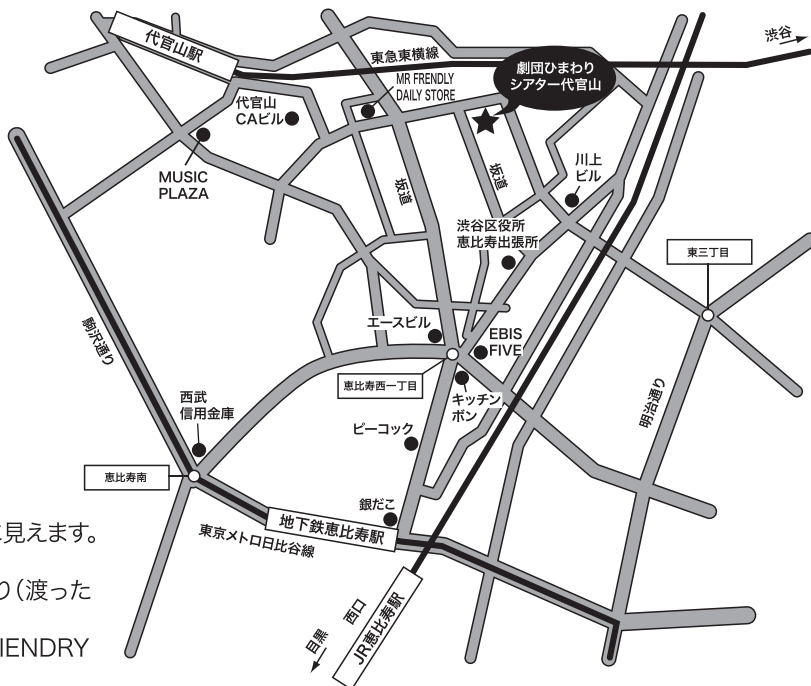 代官山駅
東急東横線
渋谷
劇団ひまわり
シアター代官山
MR FRENDLY
DAILY STORE
代官山
CAビル
MUSIC
PLAZA
坂道
坂道
川上
ビル
渋谷区役所
恵比寿出張所
東三丁目
駒沢通り
エースビル
EBIS
FIVE
恵比寿西一丁目
キッチン
ボン
明治通り
西武
信用金庫
ピーコック
恵比寿南
銀だこ
地下鉄恵比寿駅
東京メトロ日比谷線
JR恵比寿駅
西口
目黒
見えます。
り(渡った
IENDRY